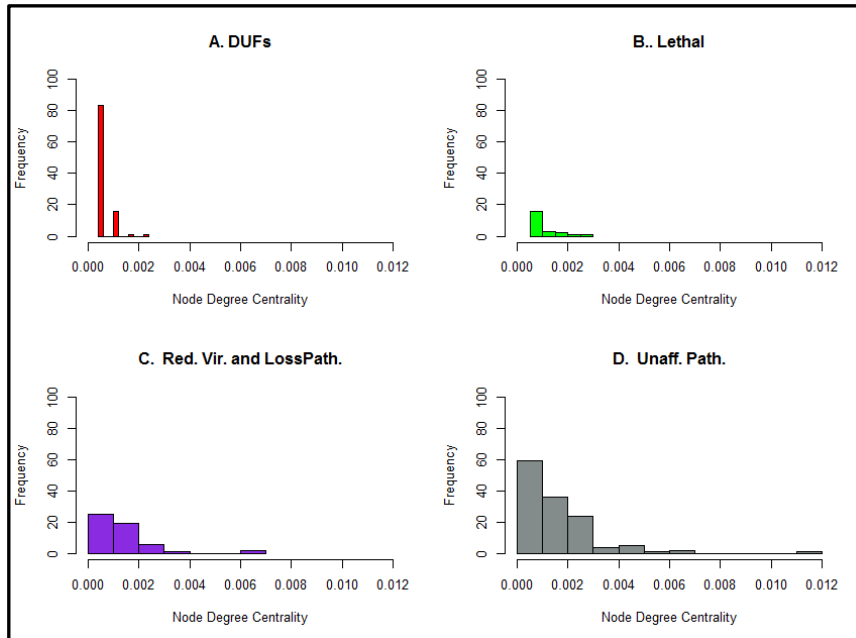 A. DUFs
Frequency
100
80
60
40
20
0
0.000 0.002 0.004 0.006 0.008 0.010 0.012
Node Degree Centrality
B.. Lethal
Frequency
100
80
60
40
20
0
0.000 0.002 0.004 0.006 0.008 0.010 0.012
Node Degree Centrality
C. Red. Vir. and LossPath.
Frequency
100
80
60
40
20
0
0.000 0.002 0.004 0.006 0.008 0.010 0.012
Node Degree Centrality
D. Unaff. Path.
Frequency
100
80
60
40
20
0
0.000 0.002 0.004 0.006 0.008 0.010 0.012
Node Degree Centrality